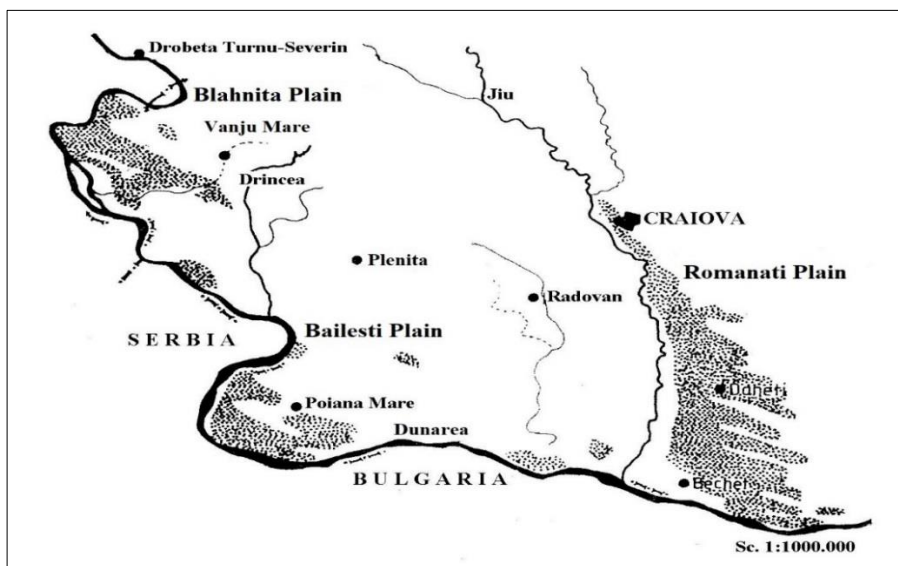 Drobeta Turnu-Severin
Blahnita Plain
Jiu
Vanju Mare
Drincea
CRAIOVA
Plenita
Romanati Plain
Radovan
SERBIA
Bailesti Plain
Poiana Mare
Dunarea
BULGARIA
Bechet
Sc. 1:1000.000